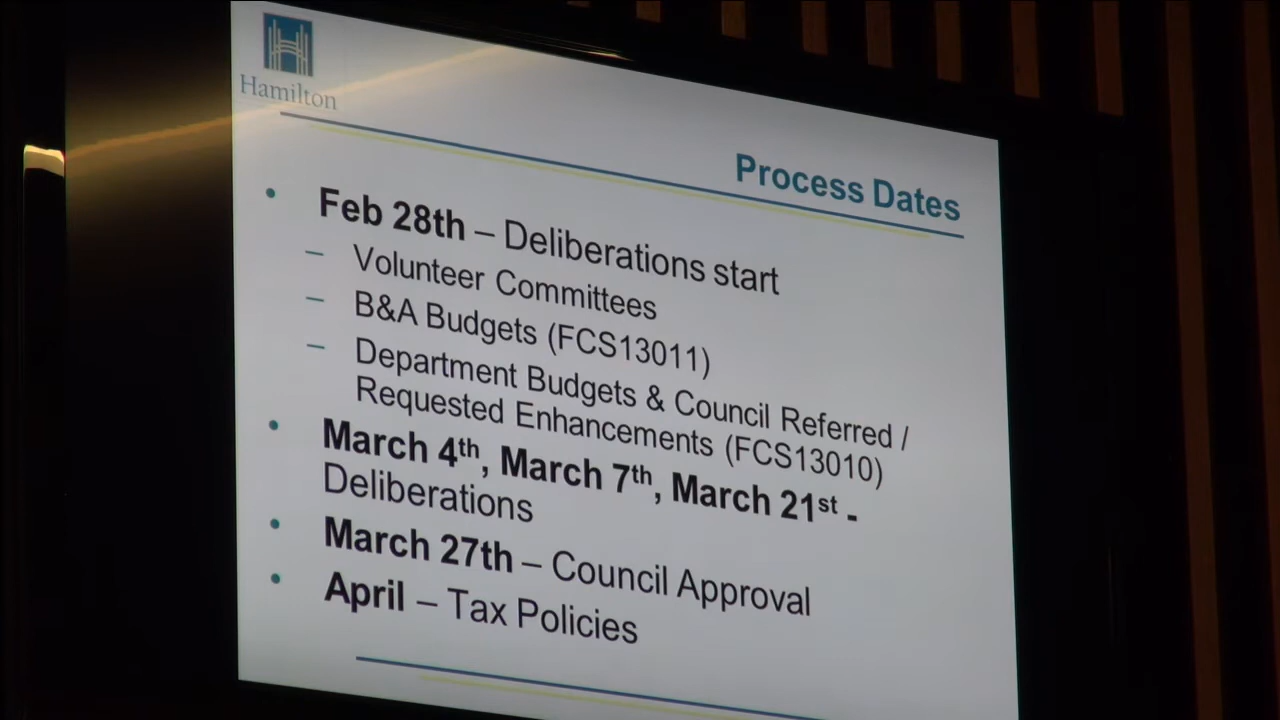 Hamilton
Process Dates
• Feb 28th – Deliberations start
– Volunteer Committees
– B&A Budgets (FCS13011)
– Department Budgets & Council Referred /
Requested Enhancements (FCS13010)
• March 4th, March 7th, March 21st -
Deliberations
• March 27th – Council Approval
• April – Tax Policies